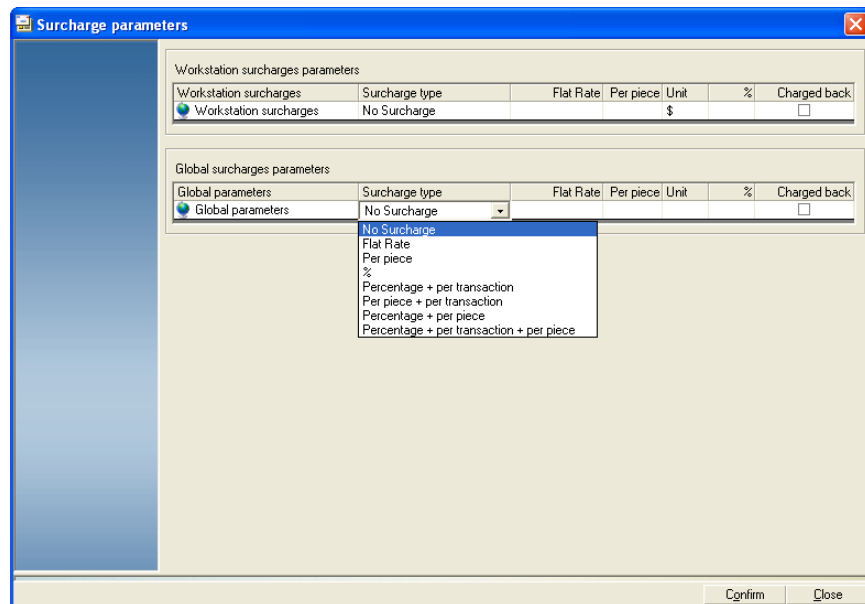 Surcharge parameters
Workstation surcharges parameters
Workstation surcharges Surcharge type Flat Rate Per piece Unit % Charged back
Workstation surcharges No Surcharge $
Global surcharges parameters
Global parameters Surcharge type Flat Rate Per piece Unit % Charged back
Global parameters No Surcharge
No Surcharge
Flat Rate
Per piece
%
Percentage + per transaction
Per piece + per transaction
Percentage + per piece
Percentage + per transaction + per piece
Confirm Close